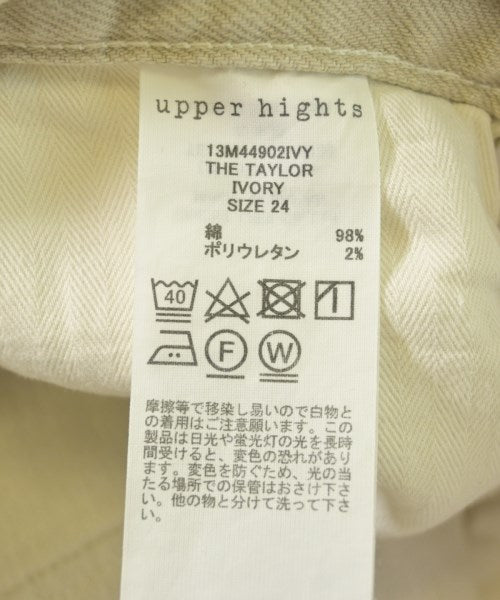 upper hights
13M44902IVY
THE TAYLOR
IVORY
SIZE 24
綿 98%
ポリウレタン 2%
40
F W
摩擦等で移染し易いので白物と
の着用はご注意願います。この
製品は日光や蛍光灯の光を長時
間受けると、変色の恐れがあり
ます。変色を防ぐため、光の当
たる場所での保管はおさけ下さ
い。他の物と分けて洗って下さ
い。